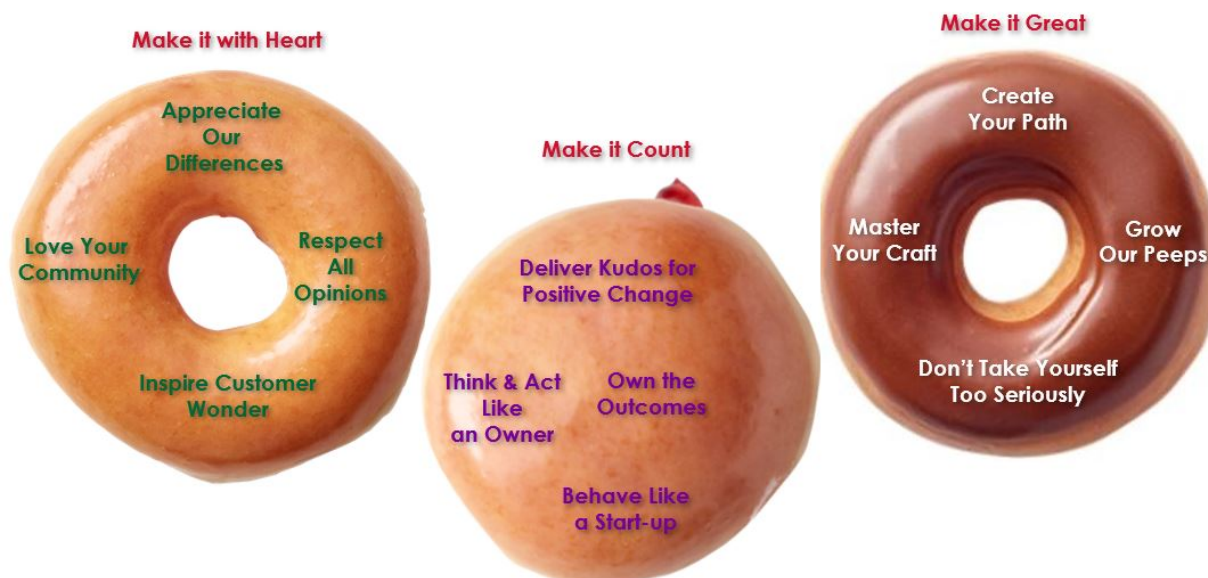 Make it with Heart
Appreciate
Our
Differences
Love Your
Community
Respect
All
Opinions
Inspire Customer
Wonder
Make it Count
Deliver Kudos for
Positive Change
Think & Act
Like
an Owner
Own the
Outcomes
Behave Like
a Start-up
Make it Great
Create
Your Path
Master
Your Craft
Grow
Our Peeps
Don't Take Yourself
Too Seriously